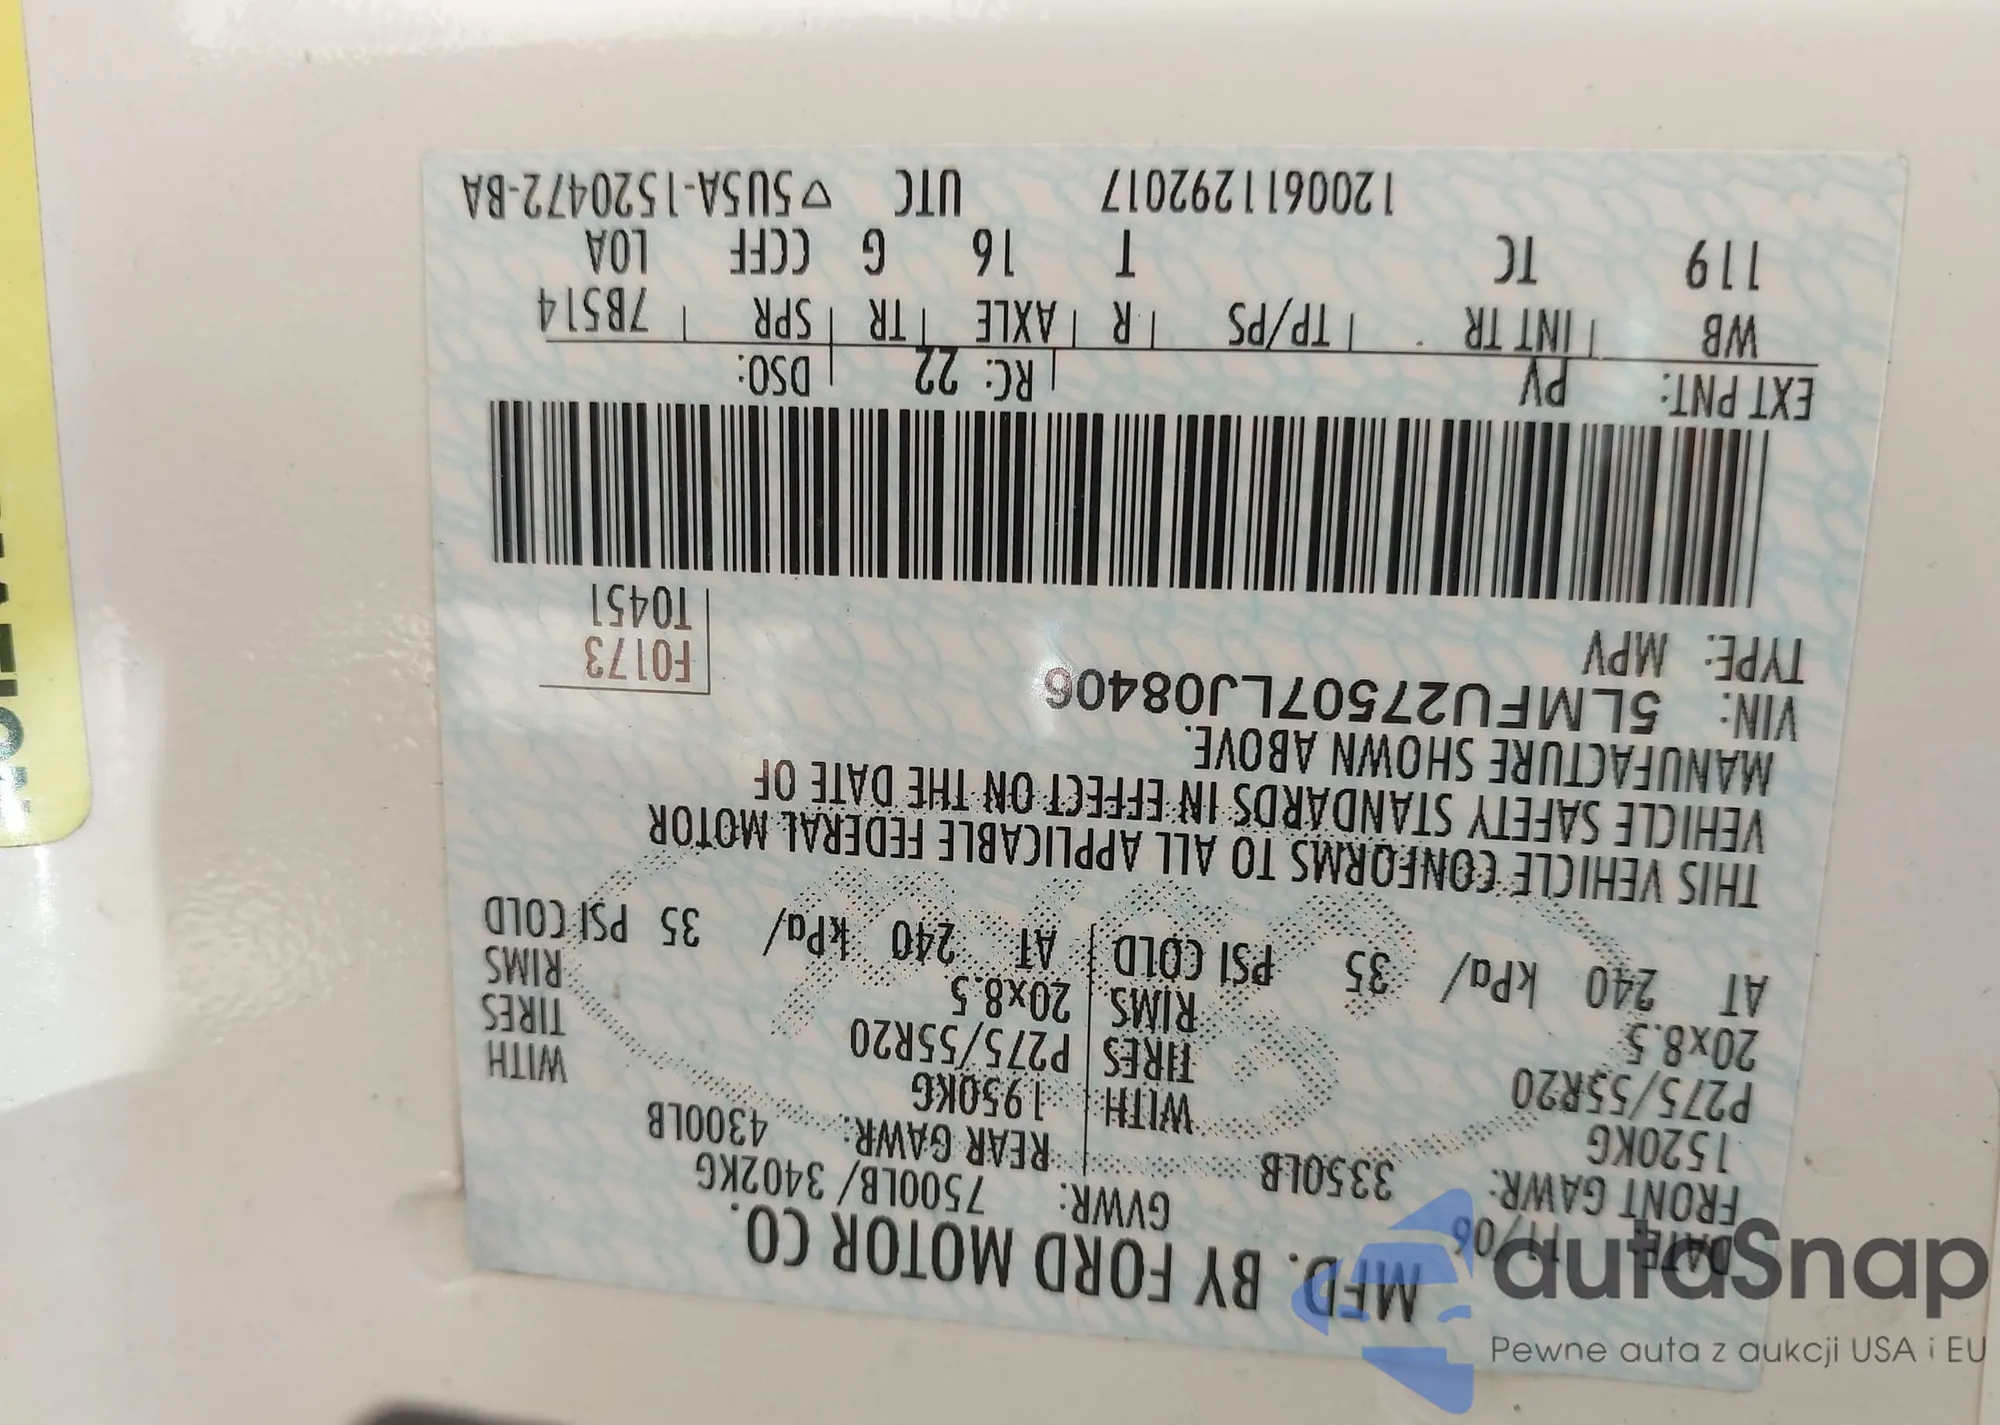 MFD. BY FORD MOTOR CO.
DATE: 11/06 GVWR: 7500LB/ 3402KG
FRONT GAWR: 3350LB REAR GAWR: 4300LB
1520KG WITH 1950KG WITH
P275/55R20 TIRES P275/55R20 TIRES
20x8.5 RIMS 20x8.5 RIMS
AT 240 kPa/ 35 PSI COLD AT 240 kPa/ 35 PSI COLD
THIS VEHICLE CONFORMS TO ALL APPLICABLE FEDERAL MOTOR
VEHICLE SAFETY STANDARDS IN EFFECT ON THE DATE OF
MANUFACTURE SHOWN ABOVE.
VIN: 5LMFU27507LJ08406
TYPE: MPV
F0173
T0451
EXT PNT: PV RC: 22 DSO:
WB INT TR TP/PS R AXLE TR SPR 7B514
119 TC T 16 G CCFF LOA
1200611292017 UTC ▽5U5A-1520472-BA
autaSnap
Pewne auta z aukcji USA i EU